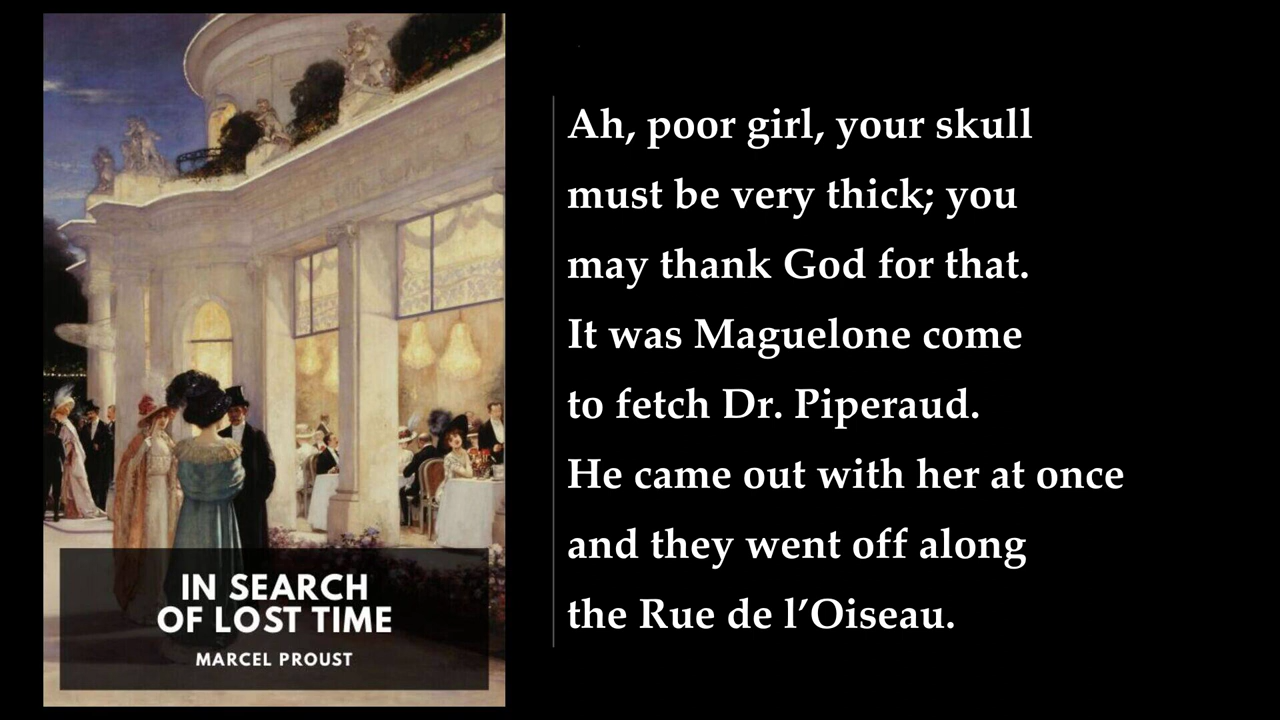 IN SEARCH
OF LOST TIME
MARCEL PROUST
Ah, poor girl, your skull
must be very thick; you
may thank God for that.
It was Maguelone come
to fetch Dr. Piperaud.
He came out with her at once
and they went off along
the Rue de l’Oiseau.